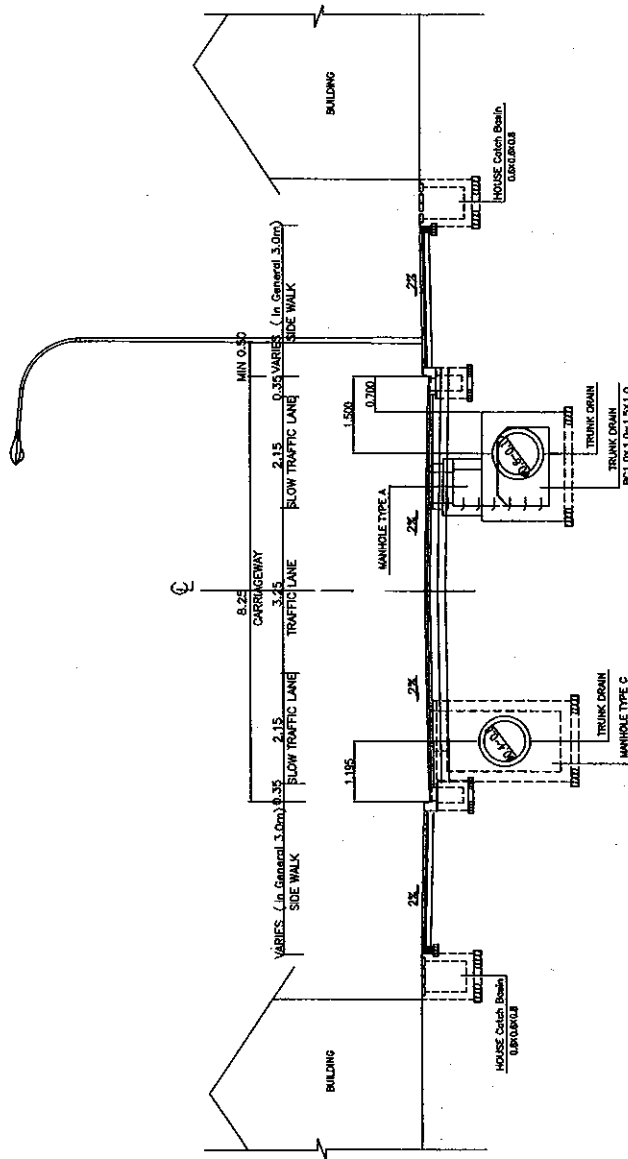 BUILDING
BUILDING
MIN 0.50
8.25
CARRIAGEWAY
VARIES ( In General 3.0m)
SIDE WALK
0.35
2.15
SLOW TRAFFIC LANE
3.25
TRAFFIC LANE
2.15
SLOW TRAFFIC LANE
0.35
VARIES ( In General 3.0m)
SIDE WALK
℄
1.195
1.500
0.700
2%
2%
2%
2%
HOUSE Catch Basin
0.6X0.6X0.8
MANHOLE TYPE C
TRUNK DRAIN
MANHOLE TYPE A
TRUNK DRAIN
TRUNK DRAIN
HOUSE Catch Basin
0.6X0.6X0.8